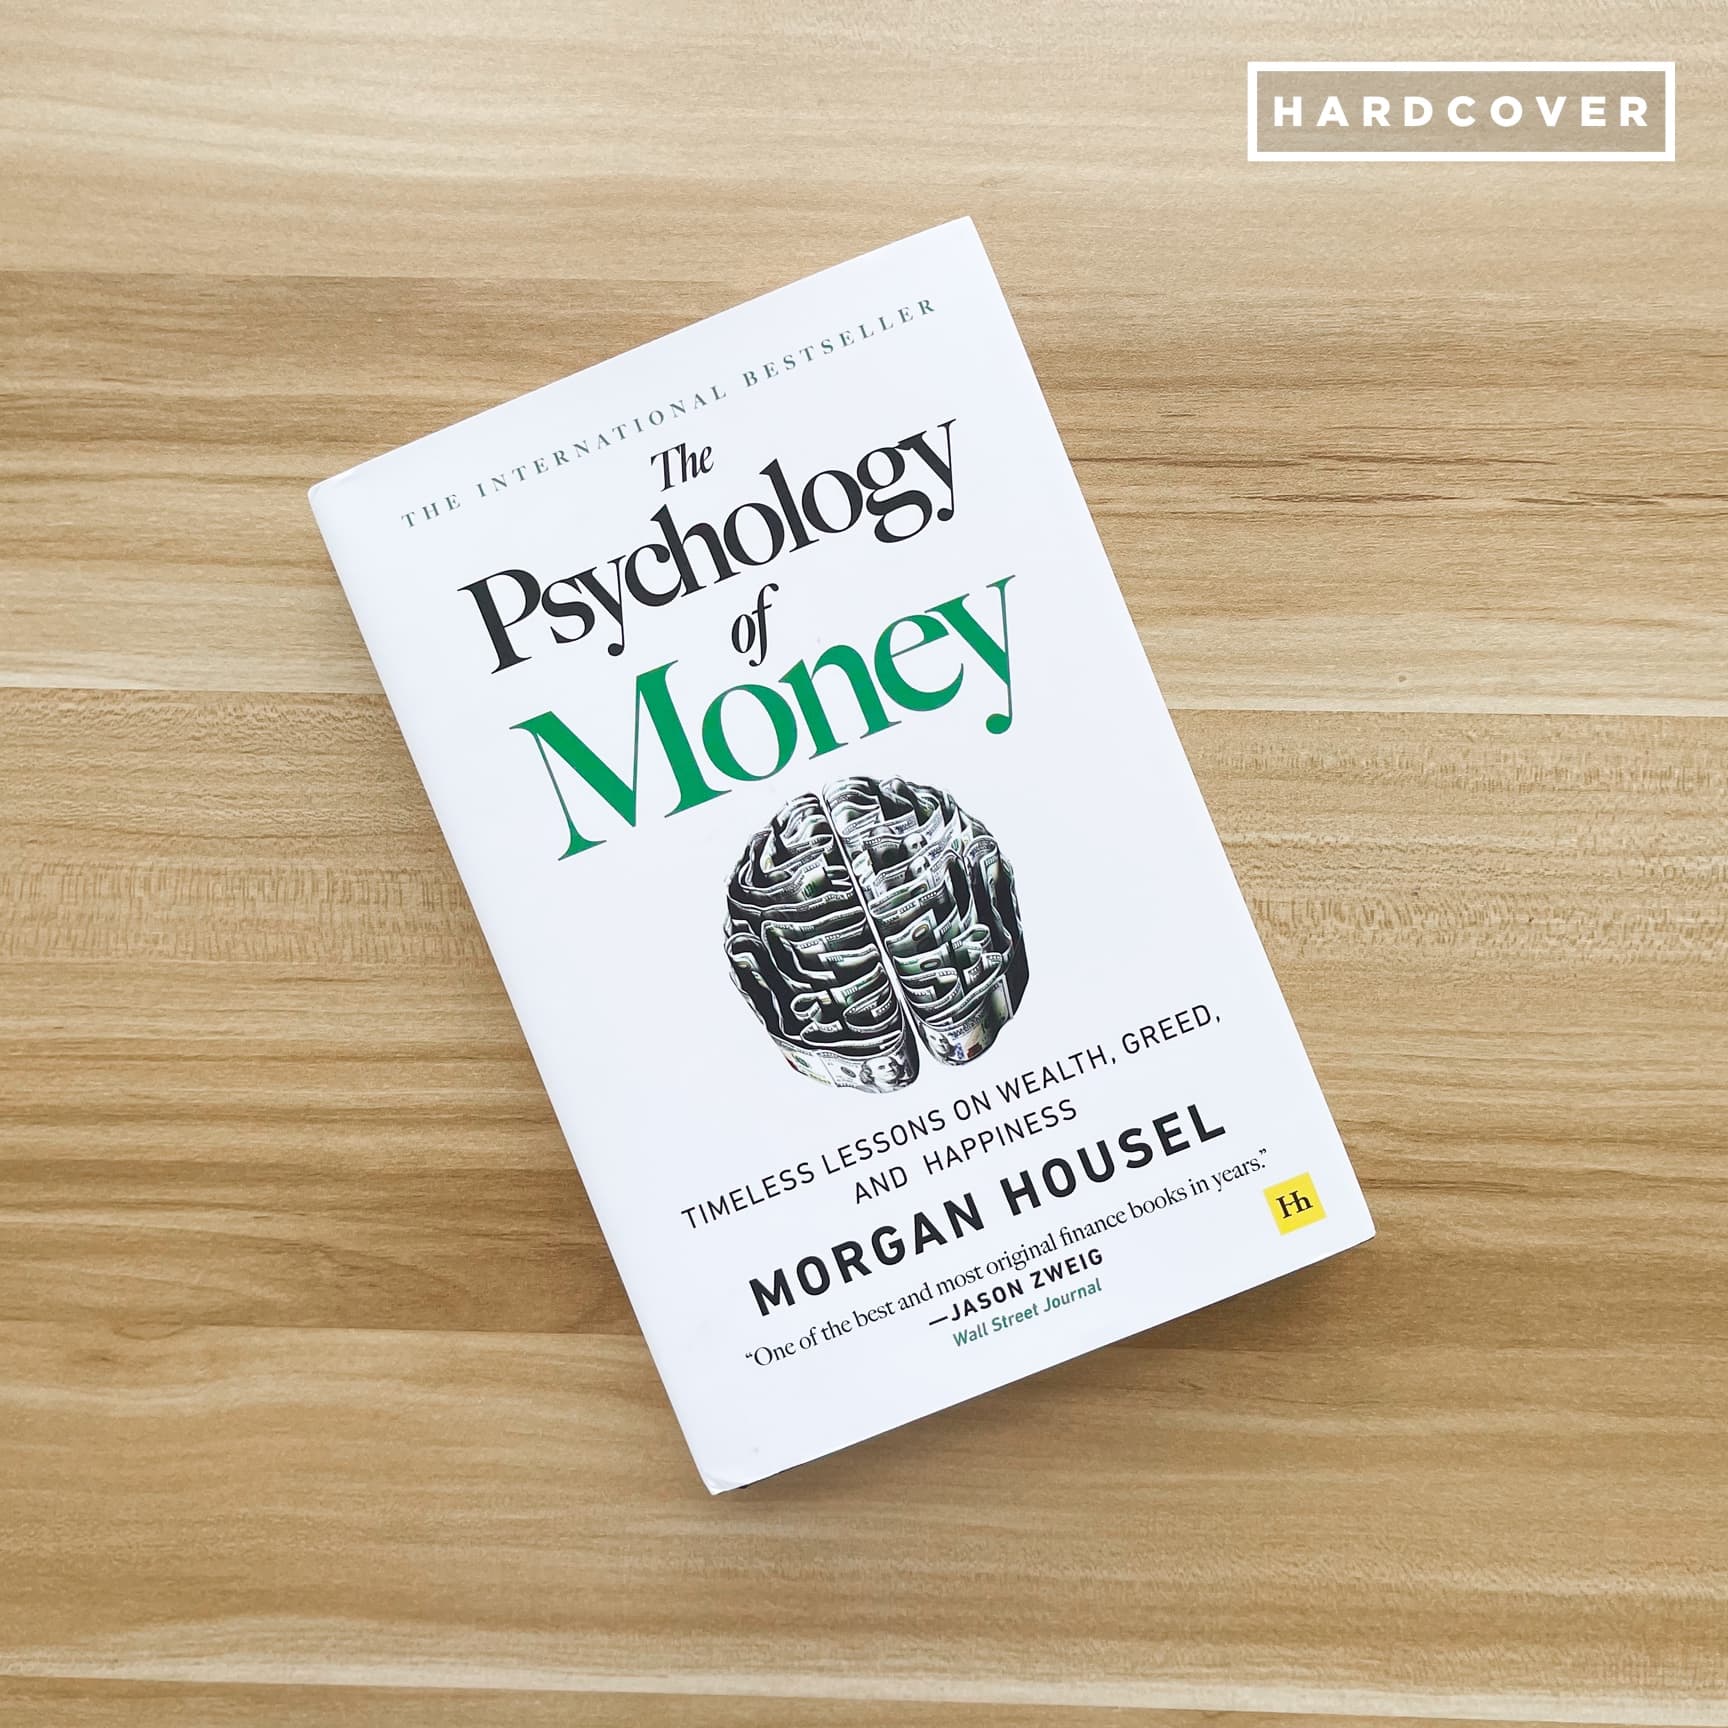 HARDCOVER
THE INTERNATIONAL BESTSELLER
The
Psychology
of
Money
TIMELESS LESSONS ON WEALTH, GREED,
AND HAPPINESS
MORGAN HOUSEL
“One of the best and most original finance books in years.”
—JASON ZWEIG
Wall Street Journal
Hh